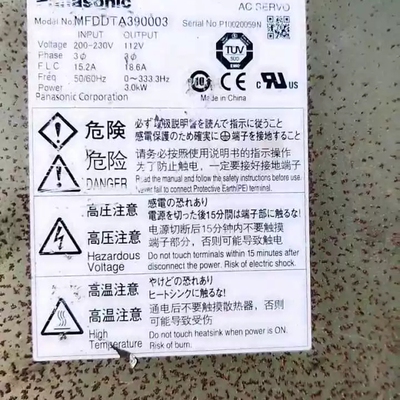 Panasonic
AC SERVO
Model No. MFDDTA390003
Serial No P10020059N
INPUT OUTPUT
Voltage 200-230V 112V
Phase 3ϕ 3ϕ
F.L.C 15.2A 18.6A
Freq 50/60Hz 0~333.3Hz
Power 3.0kW
Panasonic Corporation
Made in China
TUV
c UL US
危険
必ず取扱説明書を読んで指示に従うこと
感電保護のため確実に端子を接地すること
危险
请务必按照使用说明书的指示操作
为了防止触电，一定要接好接地端子
DANGER
Read the manual and follow the safety instructions before use.
Never fail to connect Protective Earth(PE) terminal.
高圧注意
感電の恐れあり
電源を切った後15分間は端子部に触るな!
高压注意
电源切断后15分钟内不要触摸
端子部分，否则可能导致触电
Hazardous
Voltage
Do not touch terminals within 15 minutes after
disconnect the power. Risk of electric shock.
高温注意
やけどの恐れあり
ヒートシンクに触るな!
高温注意
通电后不要触摸散热器，否则
可能导致受伤
High
Temperature
Do not touch heatsink when power is ON.
Risk of burn.